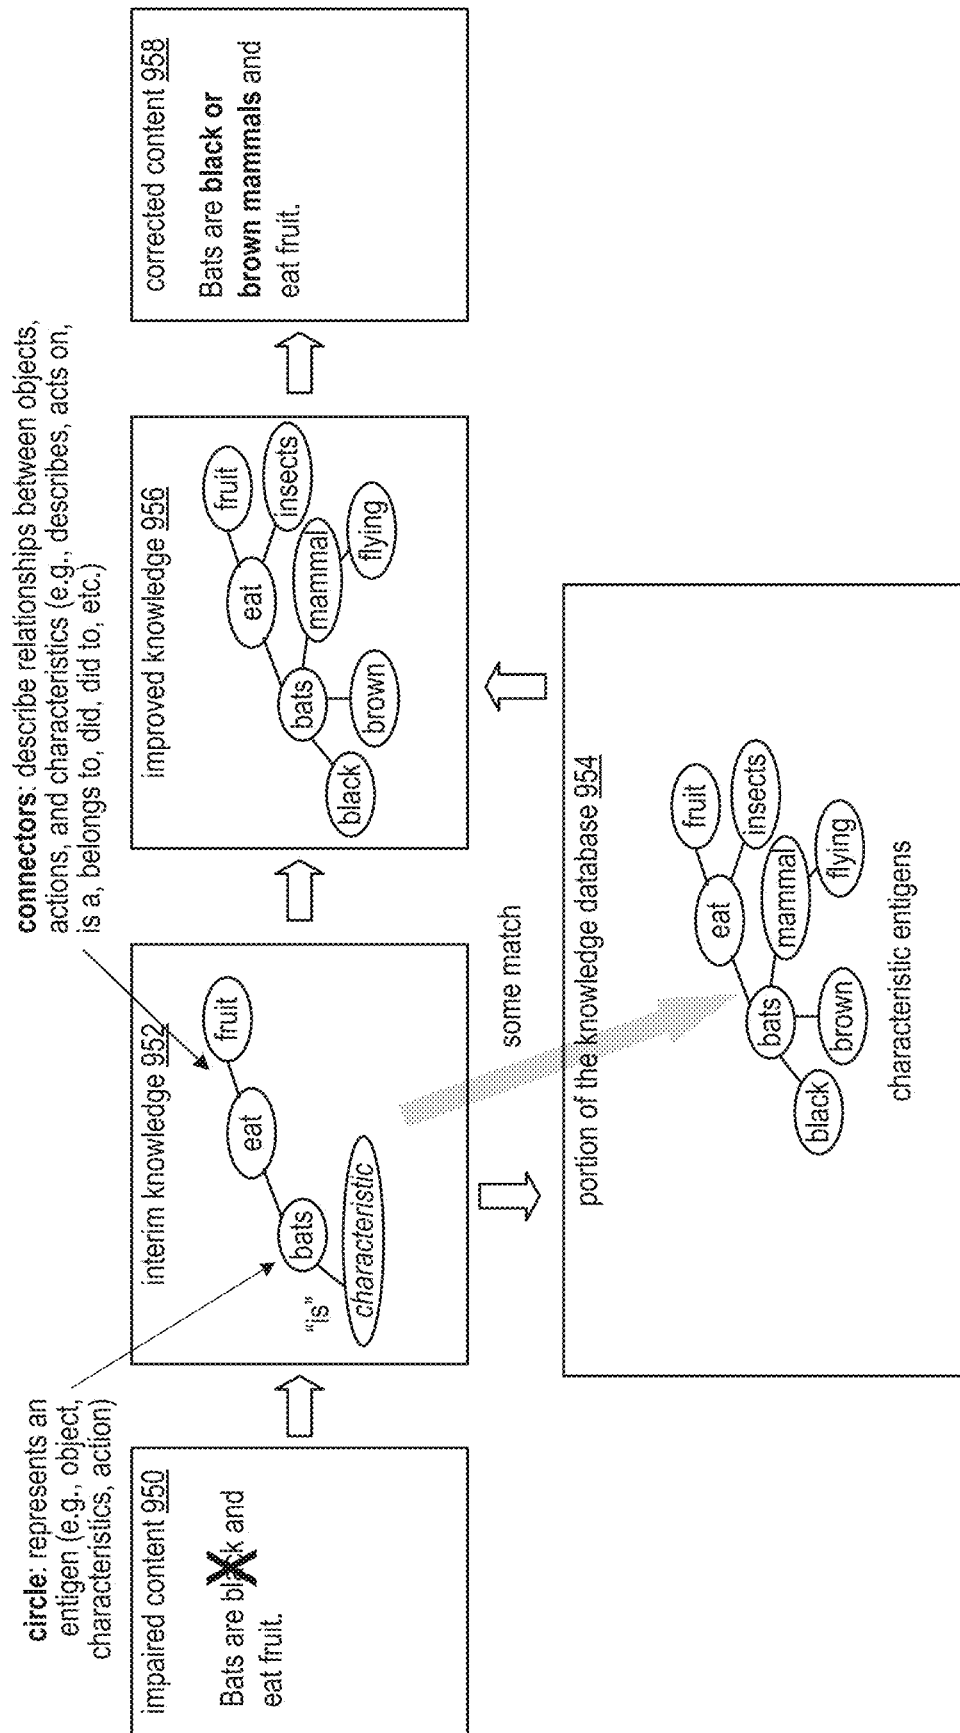 circle: represents an
entigen (e.g., object,
characteristics, action)
connectors: describe relationships between objects,
actions, and characteristics (e.g., describes, acts on,
is a, belongs to, did, did to, etc.)
impaired content 950
Bats are black and
eat fruit.
interim knowledge 952
fruit
eat
bats
"is"
characteristic
improved knowledge 956
fruit
eat
insects
bats
mammal
black
brown
flying
corrected content 958
Bats are black or
brown mammals and
eat fruit.
some match
portion of the knowledge database 954
fruit
eat
insects
bats
mammal
black
brown
flying
characteristic entigens